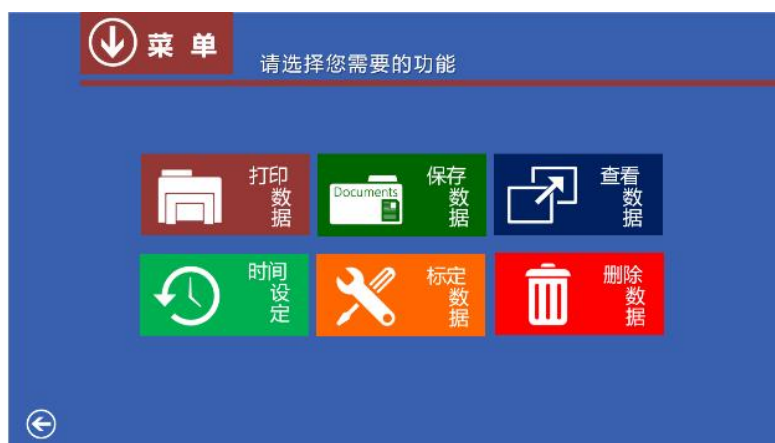 菜 单
请选择您需要的功能
打印
数
据
Documents
保存
数
据
查看
数
据
时间
设
定
标定
数
据
删除
数
据